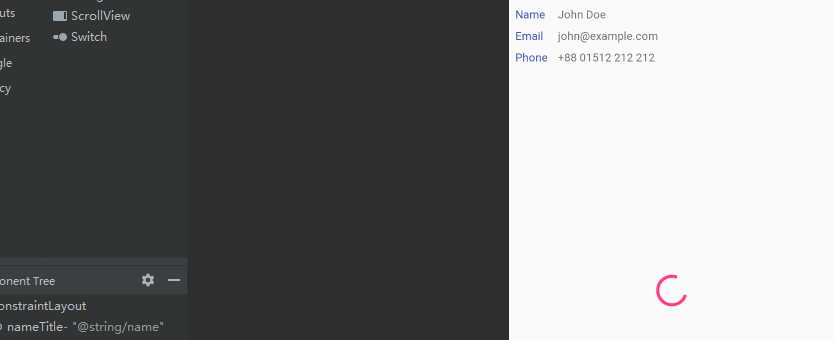 uts
ScrollView
ainers
Switch
gle
cy
onent Tree
onstraintLayout
nameTitle- "@string/name"
Name John Doe
Email john@example.com
Phone +88 01512 212 212